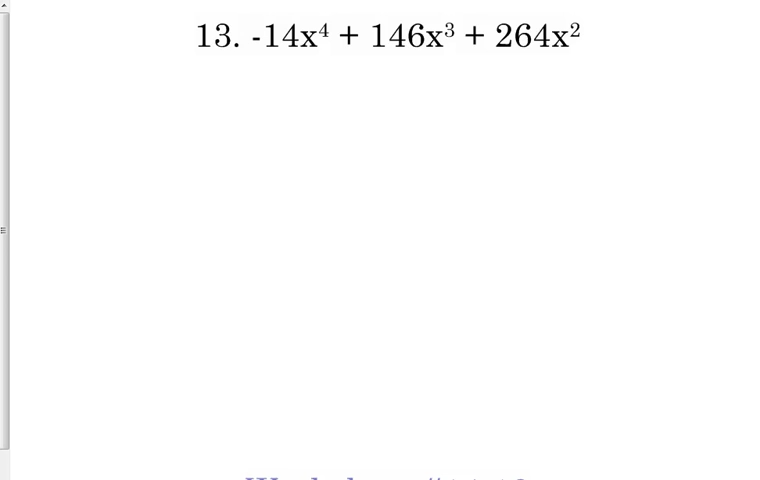 13. -14x⁴ + 146x³ + 264x²